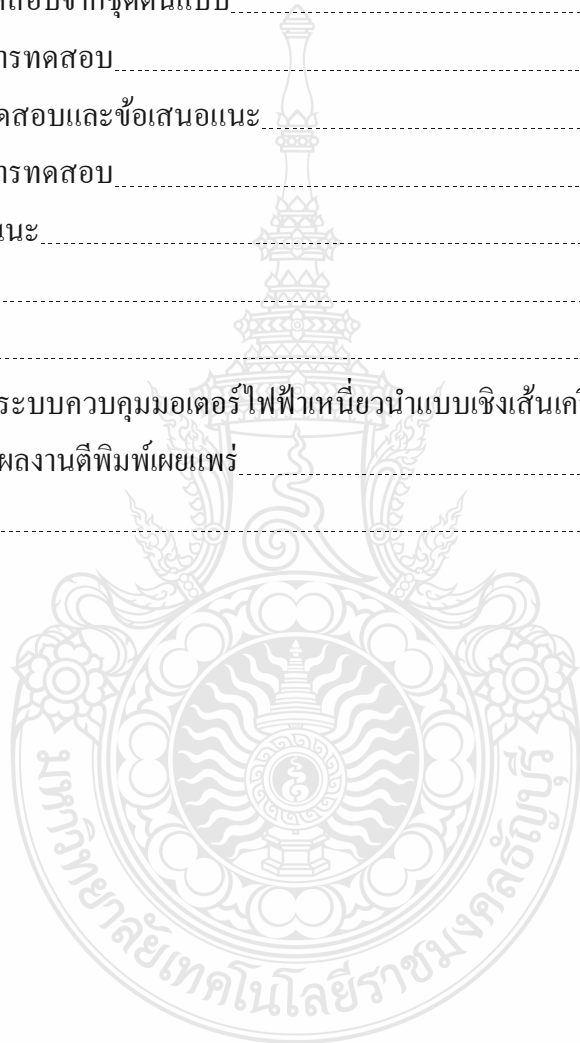 สอบจากชุดต้นแบบ
ารทดสอบ
ดสอบและข้อเสนอแนะ
ารทดสอบ
แนะ
ระบบควบคุมมอเตอร์ไฟฟ้าเหนี่ยวนำแบบเชิงเส้นเครื
ผลงานตีพิมพ์เผยแพร่
มหาวิทยาลัยเทคโนโลยีราชมงคลธัญบุรี